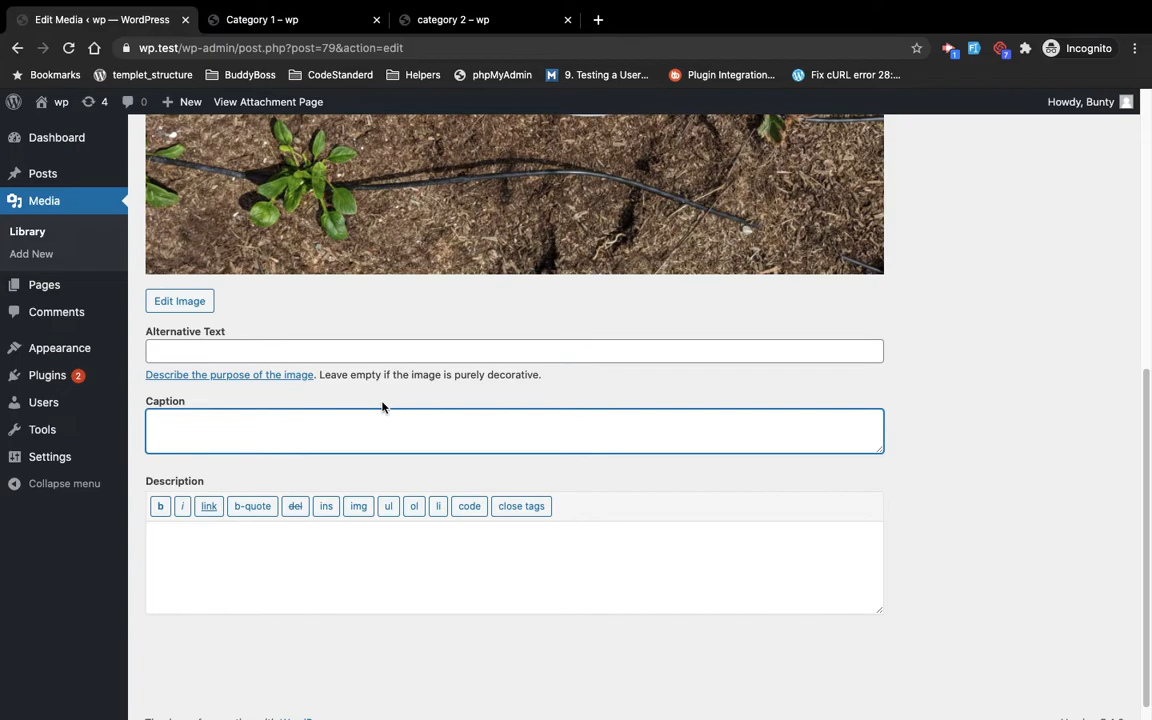 Edit Media ‹ wp — WordPress
Category 1 – wp
category 2 – wp
wp.test/wp-admin/post.php?post=79&action=edit
1
7
Incognito
Bookmarks
templet_structure
BuddyBoss
CodeStanderd
Helpers
phpMyAdmin
9. Testing a User...
Plugin Integration...
Fix cURL error 28:...
wp
4
0
New
View Attachment Page
Howdy, Bunty
Dashboard
Posts
Media
Library
Add New
Pages
Comments
Appearance
Plugins 2
Users
Tools
Settings
Collapse menu
Edit Image
Alternative Text
Describe the purpose of the image. Leave empty if the image is purely decorative.
Caption
Description
b
i
link
b-quote
del
ins
img
ul
ol
li
code
close tags